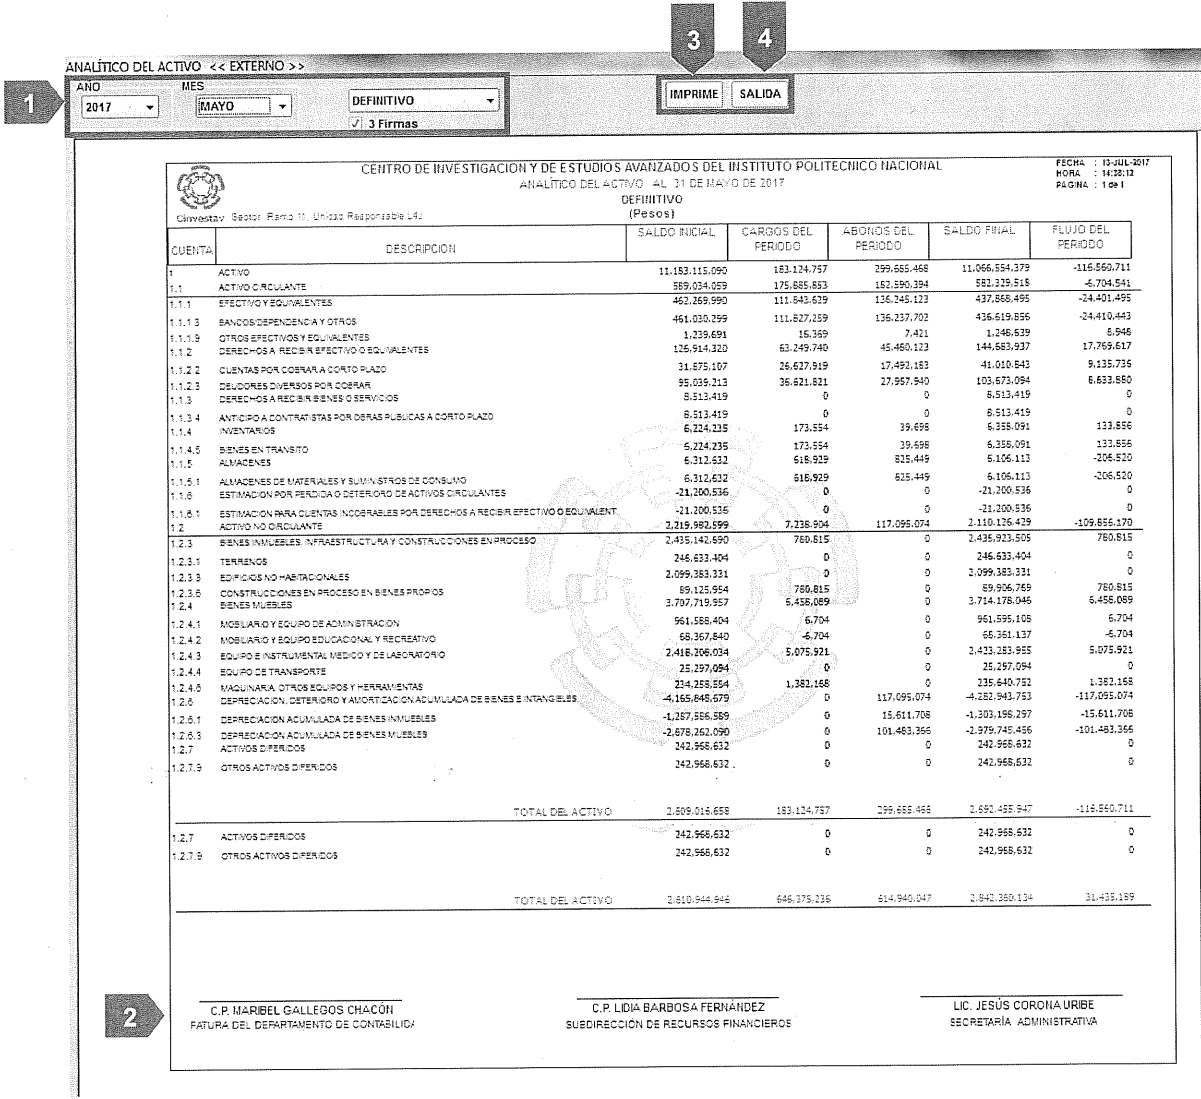 3 4
ANALÍTICO DEL ACTIVO << EXTERNO >>
1
AÑO MES
2017 MAYO DEFINITIVO IMPRIME SALIDA
✓ 3 Firmas
CENTRO DE INVESTIGACION Y DE ESTUDIOS AVANZADOS DEL INSTITUTO POLITECNICO NACIONAL FECHA : 13-JUL-2017
ANALÍTICO DEL ACTIVO AL 31 DE MAYO DE 2017 HORA : 14:38:12
DEFINITIVO PAGINA : 1 de 1
Cinvestav Sector Ramo 11, Unidad Responsable L4J (Pesos)
CUENTA DESCRIPCION SALDO INICIAL CARGOS DEL PERIODO ABONOS DEL PERIODO SALDO FINAL FLUJO DEL PERIODO
1 ACTIVO 11,183,115,090 183,124,757 299,685,468 11,066,554,379 -116,560,711
1.1 ACTIVO CIRCULANTE 589,034,059 175,885,853 182,590,394 582,329,518 -6,704,541
1.1.1 EFECTIVO Y EQUIVALENTES 462,269,990 111,843,629 136,245,123 437,868,495 -24,401,495
1.1.1.3 BANCOS/DEPENDENCIA Y OTROS 461,030,299 111,827,259 136,237,702 436,619,856 -24,410,443
1.1.1.9 OTROS EFECTIVOS Y EQUIVALENTES 1,239,691 16,369 7,421 1,248,639 8,948
1.1.2 DERECHOS A RECIBIR EFECTIVO O EQUIVALENTES 126,914,320 63,249,740 45,480,123 144,683,937 17,769,617
1.1.2.2 CUENTAS POR COBRAR A CORTO PLAZO 31,875,107 26,627,919 17,492,183 41,010,843 9,135,736
1.1.2.3 DEUDORES DIVERSOS POR COBRAR 95,039,213 36,621,821 27,987,940 103,673,094 8,633,880
1.1.3 DERECHOS A RECIBIR BIENES O SERVICIOS 8,513,419 0 0 8,513,419 0
1.1.3.4 ANTICIPO A CONTRATISTAS POR OBRAS PUBLICAS A CORTO PLAZO 8,513,419 0 0 8,513,419 0
1.1.4 INVENTARIOS 6,224,235 173,554 39,698 6,358,091 133,856
1.1.4.5 BIENES EN TRANSITO 6,224,235 173,554 39,698 6,358,091 133,856
1.1.5 ALMACENES 6,312,632 618,929 825,449 6,106,113 -206,520
1.1.5.1 ALMACENES DE MATERIALES Y SUMINISTROS DE CONSUMO 6,312,632 618,929 825,449 6,106,113 -206,520
1.1.6 ESTIMACION POR PERDIDA O DETERIORO DE ACTIVOS CIRCULANTES -21,200,536 0 0 -21,200,536 0
1.1.6.1 ESTIMACION PARA CUENTAS INCOBRABLES POR DERECHOS A RECIBIR EFECTIVO O EQUIVALENT -21,200,536 0 0 -21,200,536 0
1.2 ACTIVO NO CIRCULANTE 2,219,982,599 7,238,904 117,095,074 2,110,126,429 -109,856,170
1.2.3 BIENES INMUEBLES, INFRAESTRUCTURA Y CONSTRUCCIONES EN PROCESO 2,435,142,690 780,815 0 2,435,923,505 780,815
1.2.3.1 TERRENOS 246,633,404 0 0 246,633,404 0
1.2.3.3 EDIFICIOS NO HABITACIONALES 2,099,383,331 0 0 2,099,383,331 0
1.2.3.6 CONSTRUCCIONES EN PROCESO EN BIENES PROPIOS 89,125,954 780,815 0 89,906,769 780,815
1.2.4 BIENES MUEBLES 3,707,719,957 6,458,089 0 3,714,178,046 6,458,089
1.2.4.1 MOBILIARIO Y EQUIPO DE ADMINISTRACION 961,588,404 6,704 0 961,595,108 6,704
1.2.4.2 MOBILIARIO Y EQUIPO EDUCACIONAL Y RECREATIVO 68,367,840 -6,704 0 68,361,137 -6,704
1.2.4.3 EQUIPO E INSTRUMENTAL MEDICO Y DE LABORATORIO 2,418,208,034 5,075,921 0 2,423,283,955 5,075,921
1.2.4.4 EQUIPO DE TRANSPORTE 25,297,094 0 0 25,297,094 0
1.2.4.6 MAQUINARIA, OTROS EQUIPOS Y HERRAMIENTAS 234,258,584 1,382,168 0 235,640,752 1,382,168
1.2.6 DEPRECIACION, DETERIORO Y AMORTIZACION ACUMULADA DE BIENES E INTANGIBLES -4,165,848,679 0 117,095,074 -4,282,943,753 -117,095,074
1.2.6.1 DEPRECIACION ACUMULADA DE BIENES INMUEBLES -1,287,586,589 0 15,611,708 -1,303,198,297 -15,611,708
1.2.6.3 DEPRECIACION ACUMULADA DE BIENES MUEBLES -2,878,262,090 0 101,483,366 -2,979,745,456 -101,483,366
1.2.7 ACTIVOS DIFERIDOS 242,968,632 0 0 242,968,632 0
1.2.7.9 OTROS ACTIVOS DIFERIDOS 242,968,632 0 0 242,968,632 0
TOTAL DEL ACTIVO 2,809,016,658 183,124,757 299,685,468 2,692,455,947 -116,560,711
1.2.7 ACTIVOS DIFERIDOS 242,968,632 0 0 242,968,632 0
1.2.7.9 OTROS ACTIVOS DIFERIDOS 242,968,632 0 0 242,968,632 0
TOTAL DEL ACTIVO 2,810,944,946 646,375,236 614,940,047 2,842,380,134 31,435,189
2
C.P. MARIBEL GALLEGOS CHACÓN C.P. LIDIA BARBOSA FERNÁNDEZ LIC. JESÚS CORONA URIBE
FATURA DEL DEPARTAMENTO DE CONTABILIDA SUBDIRECCIÓN DE RECURSOS FINANCIEROS SECRETARÍA ADMINISTRATIVA